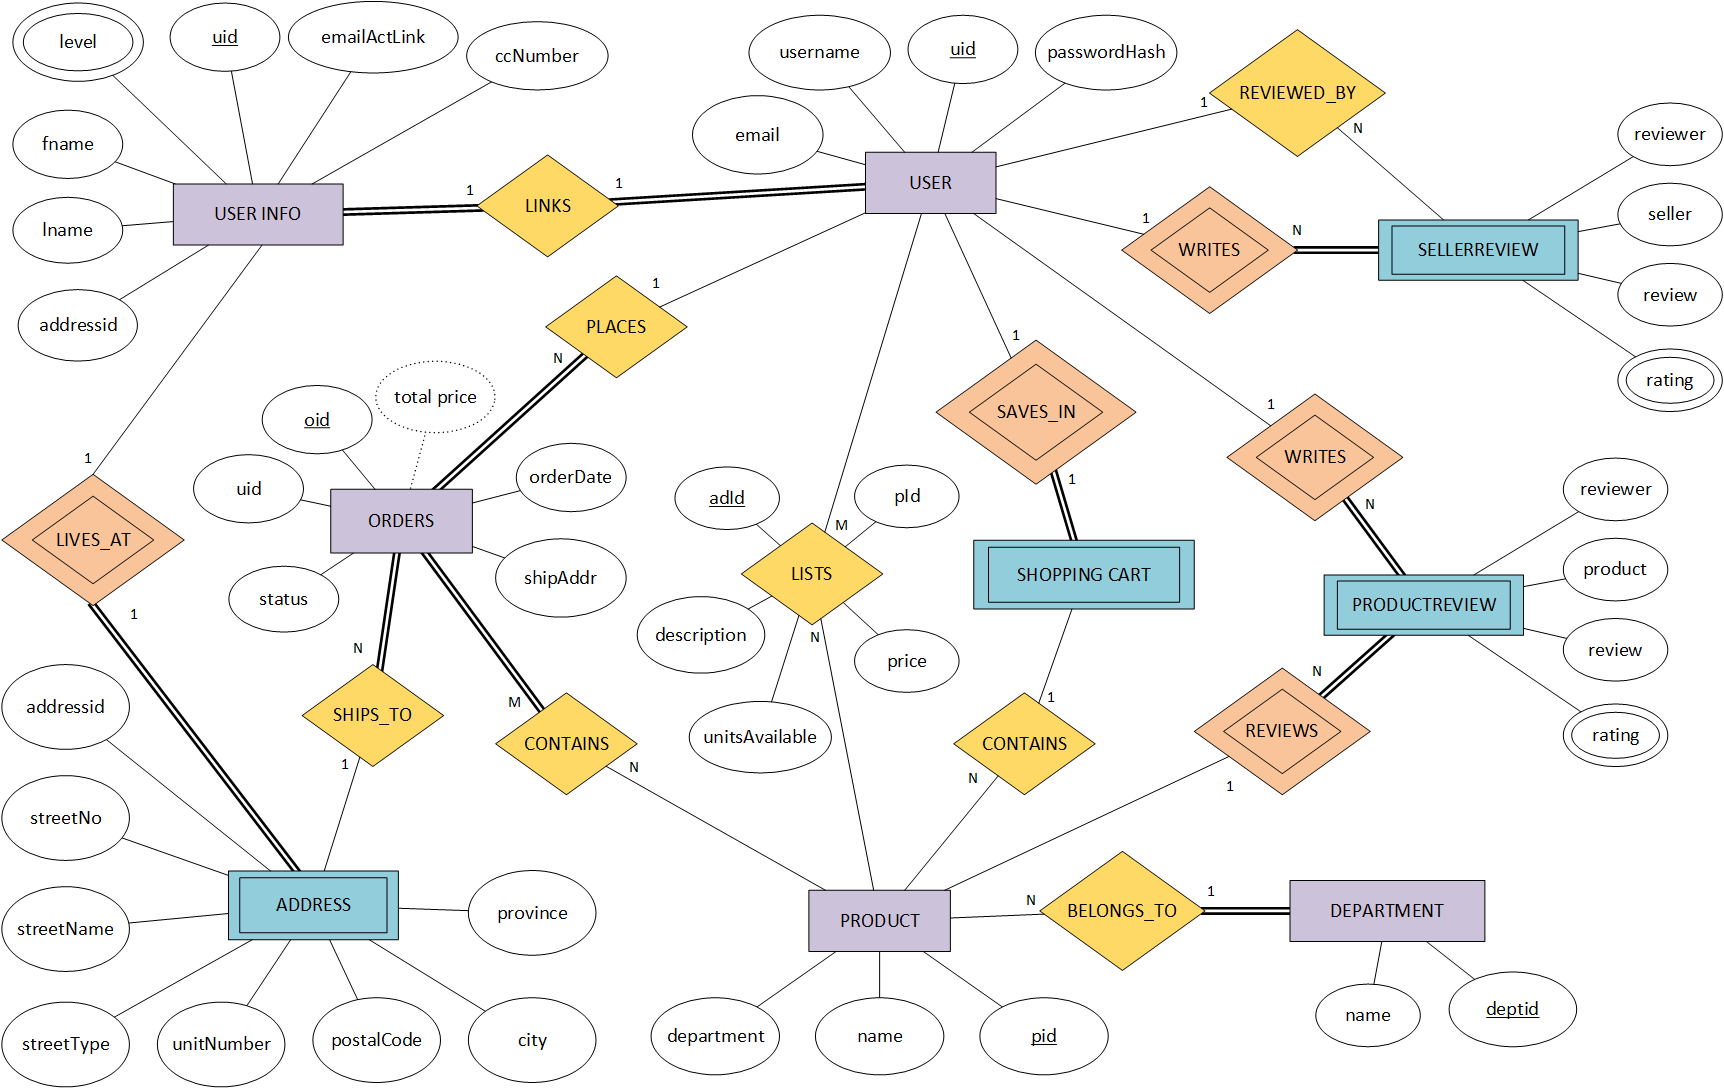 level
uid
emailActLink
ccNumber
fname
lname
addressid
USER INFO
1
LINKS
1
username
uid
passwordHash
email
USER
1
REVIEWED_BY
N
reviewer
seller
review
rating
1
WRITES
N
SELLERREVIEW
1
PLACES
N
total price
oid
uid
orderDate
ORDERS
status
shipAddr
1
LIVES_AT
1
1
SAVES_IN
1
SHOPPING CART
1
WRITES
N
reviewer
product
review
rating
PRODUCTREVIEW
adId
pId
M
LISTS
description
N
price
unitsAvailable
N
SHIPS_TO
1
M
CONTAINS
N
1
CONTAINS
N
N
REVIEWS
1
addressid
streetNo
streetName
streetType
unitNumber
postalCode
city
province
ADDRESS
PRODUCT
N
BELONGS_TO
1
DEPARTMENT
department
name
pid
name
deptid